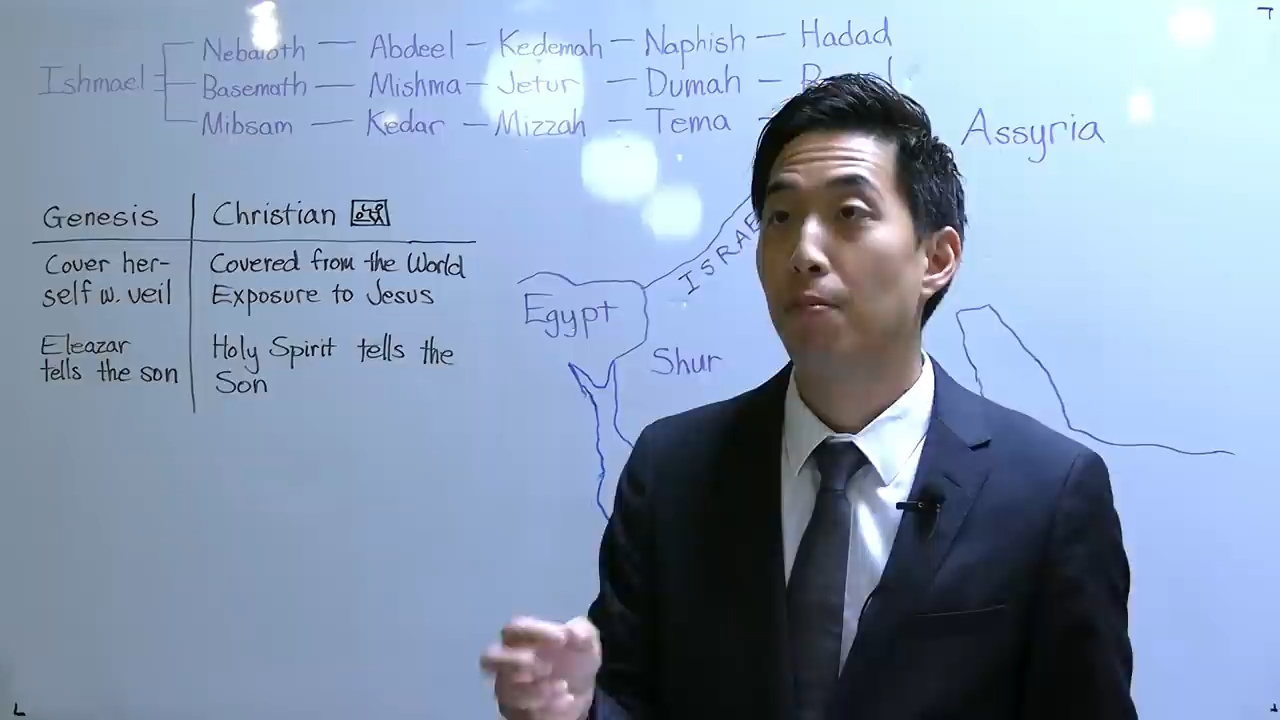 Nebaioth — Abdeel — Kedemah — Naphish — Hadad
Ishmael Basemath — Mishma — Jetur — Dumah —
Mibsam — Kedar — Mizzah — Tema —
Assyria
Genesis Christian
Cover her- Covered from the World
self w. veil Exposure to Jesus
Eleazar Holy Spirit tells the
tells the son Son
ISRAE
Egypt
Shur